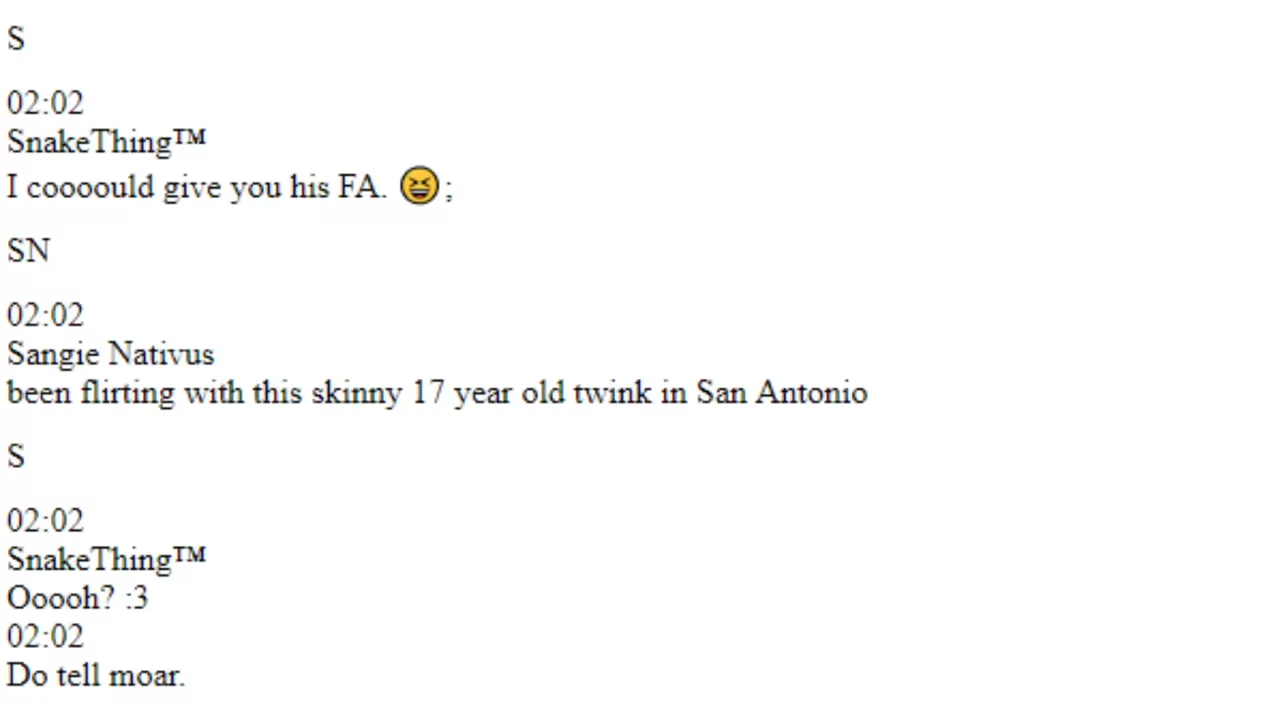 S
02:02
SnakeThing™
I coooould give you his FA. 😆;
SN
02:02
Sangie Nativus
been flirting with this skinny 17 year old twink in San Antonio
S
02:02
SnakeThing™
Ooooh? :3
02:02
Do tell moar.